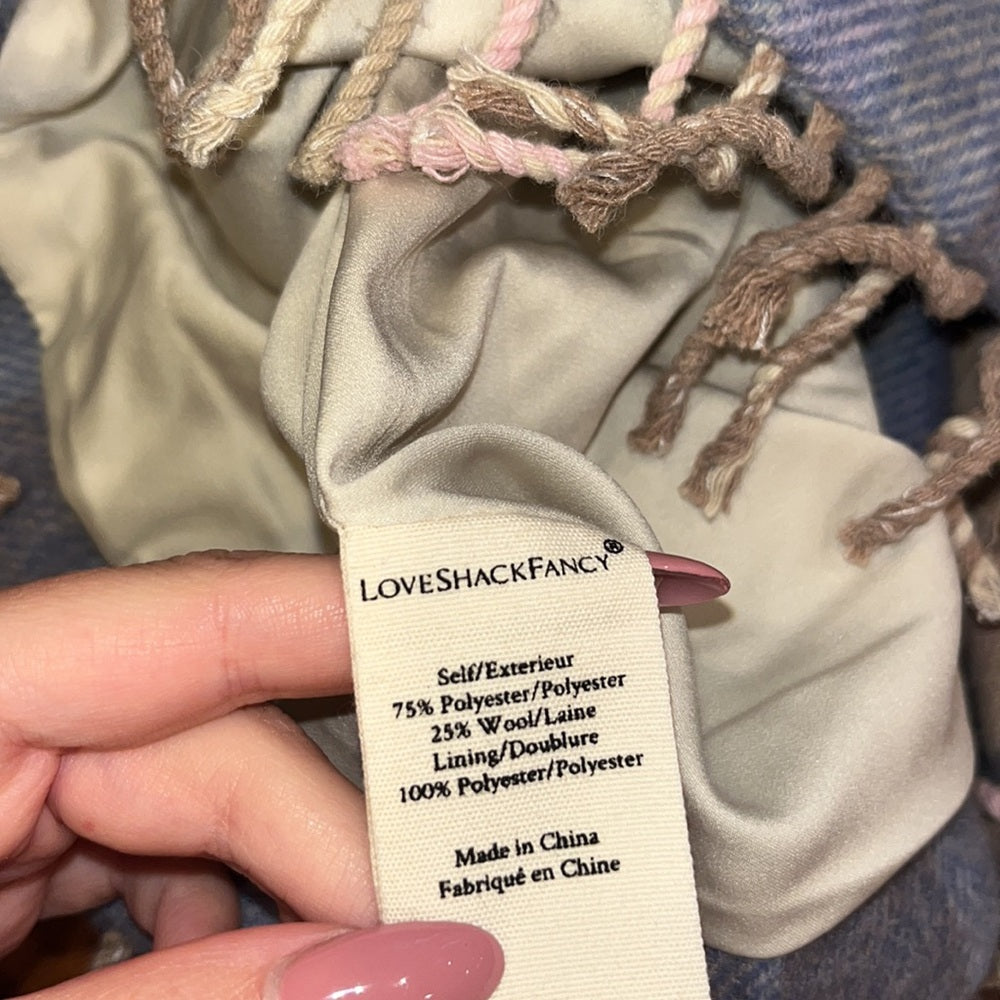 LOVESHACKFANCY®
Self/Exterieur
75% Polyester/Polyester
25% Wool/Laine
Lining/Doublure
100% Polyester/Polyester
Made in China
Fabriqué en Chine